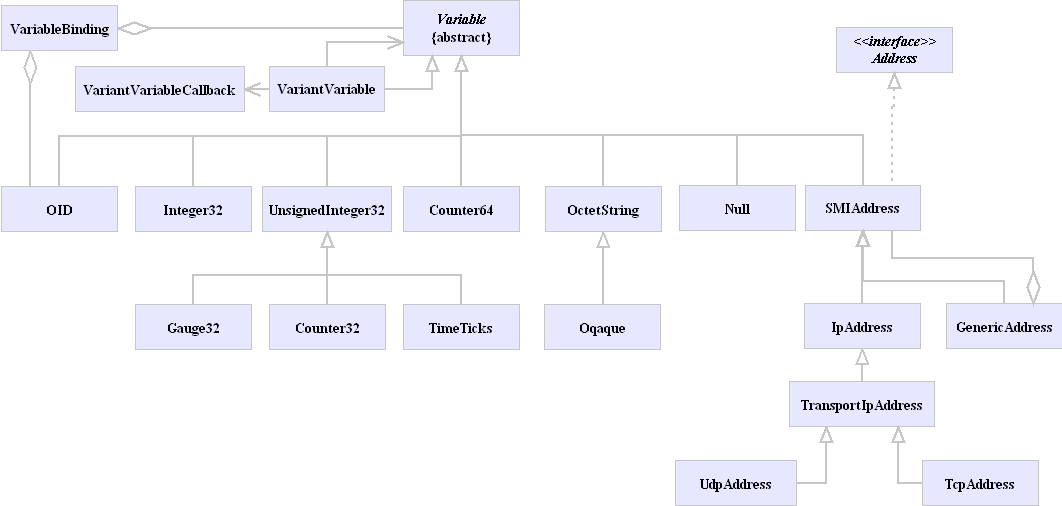 VariableBinding
Variable
{abstract}
<<interface>>
Address
VariantVariableCallback
VariantVariable
OID
Integer32
UnsignedInteger32
Counter64
OctetString
Null
SMIAddress
Gauge32
Counter32
TimeTicks
Oqaque
IpAddress
GenericAddress
TransportIpAddress
UdpAddress
TcpAddress